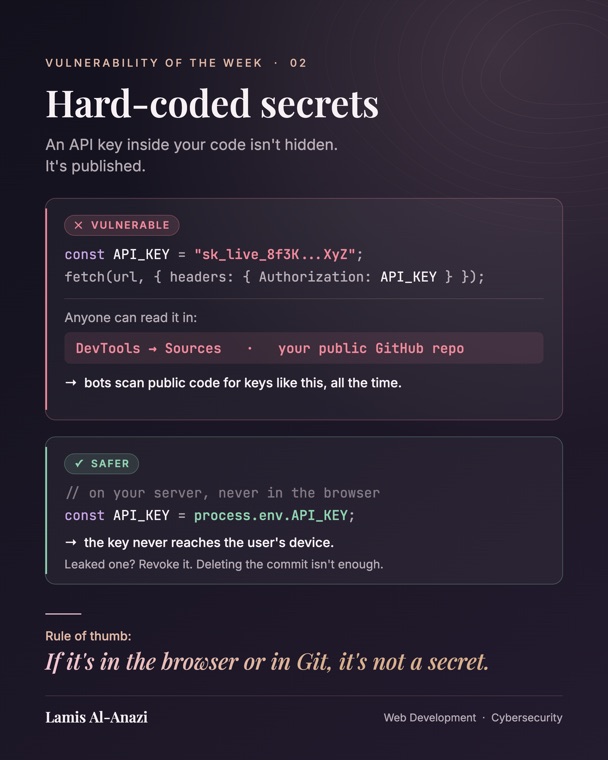 VULNERABILITY OF THE WEEK · 02
Hard-coded secrets
An API key inside your code isn't hidden.
It's published.
✕ VULNERABLE
const API_KEY = "sk_live_8f3K...XyZ";
fetch(url, { headers: { Authorization: API_KEY } });
Anyone can read it in:
DevTools → Sources · your public GitHub repo
→ bots scan public code for keys like this, all the time.
✓ SAFER
// on your server, never in the browser
const API_KEY = process.env.API_KEY;
→ the key never reaches the user's device.
Leaked one? Revoke it. Deleting the commit isn't enough.
Rule of thumb:
If it's in the browser or in Git, it's not a secret.
Lamis Al-Anazi
Web Development · Cybersecurity